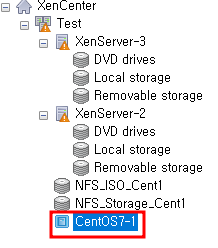 XenCenter
Test
XenServer-3
DVD drives
Local storage
Removable storage
XenServer-2
DVD drives
Local storage
Removable storage
NFS_ISO_Cent1
NFS_Storage_Cent1
CentOS7-1